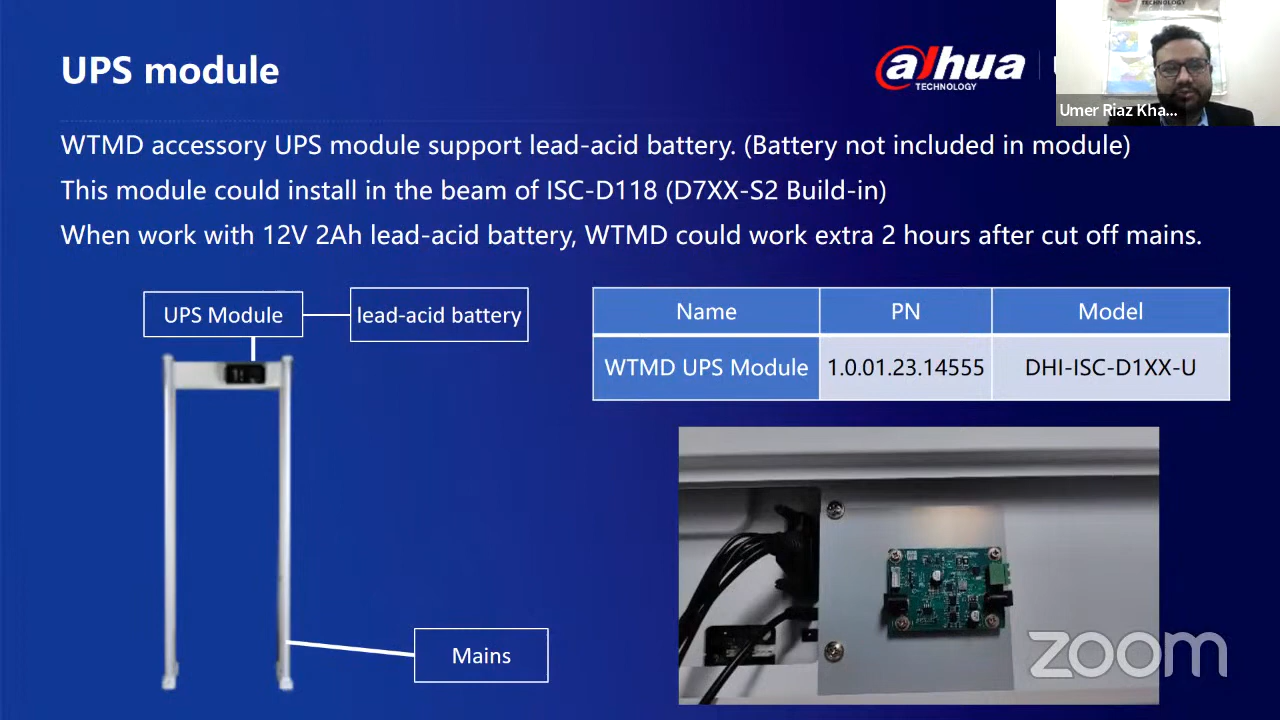 TECHNOLOGY
UPS module
alhua
TECHNOLOGY
Umer Riaz Kha...
WTMD accessory UPS module support lead-acid battery. (Battery not included in module)
This module could install in the beam of ISC-D118 (D7XX-S2 Build-in)
When work with 12V 2Ah lead-acid battery, WTMD could work extra 2 hours after cut off mains.
UPS Module
lead-acid battery
Name PN Model
WTMD UPS Module 1.0.01.23.14555 DHI-ISC-D1XX-U
Mains
zoom